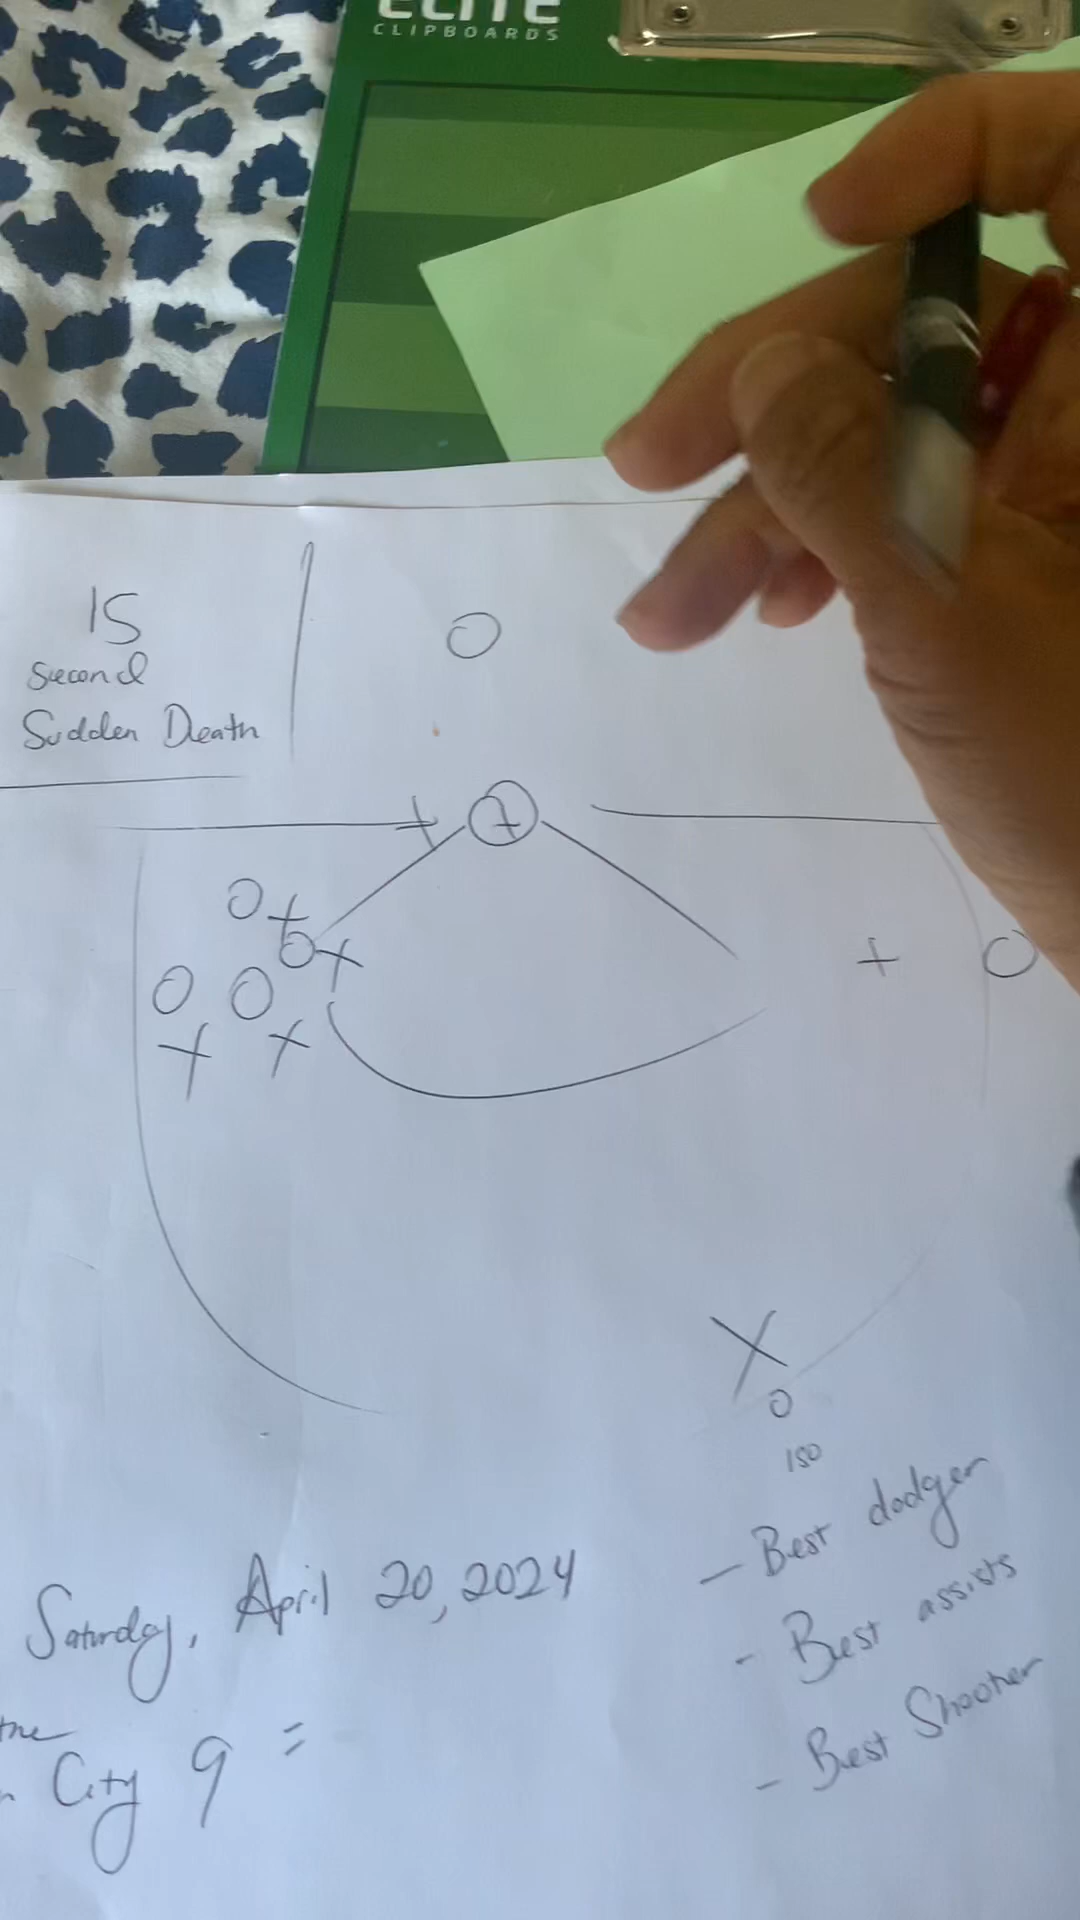 ELITE
CLIPBOARDS
15
second
Sudden Death
ISO
- Best dodger
- Best assists
- Best Shooter
Saturday, April 20, 2024
the
City 9 =